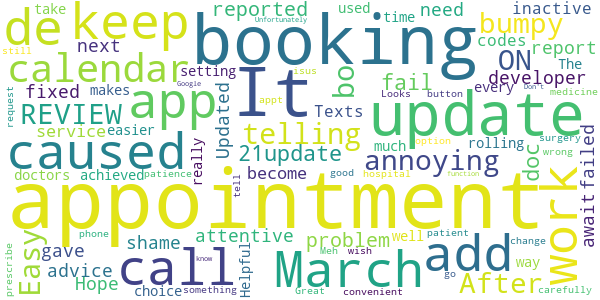 take
reported
used
time
need
bumpy
inactive
de
keep
booking
codes
report
request
next
calendar
It
ON
The
developer
every
fixed
makes
setting
app
bo
fail
REVIEW
Updated
Texts
rolling
still
Google
isus
Looks
button
Don't
Unfortunately
update
service
easier
telling
much
doc
await
failed
medicine
caused
really
21update
annoying
work
doctors
achieved
become
option
surgery
wrong
patience
tell
appt
good
hospital
function
appointment
Easy
gave
shame
attentive
problem
well
patient
way
change
phone
advice
call
Helpful
Meh
wish
go
add
After
carefully
prescribe
Hope
choice
something
know
March
Great
convenient